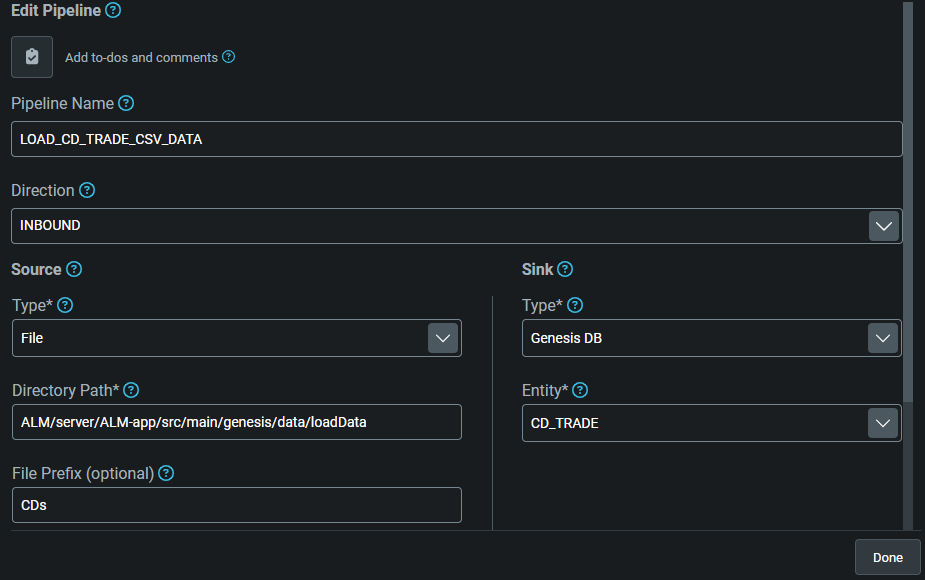 Edit Pipeline ?
Add to-dos and comments ?
Pipeline Name ?
LOAD_CD_TRADE_CSV_DATA
Direction ?
INBOUND
Source ?
Type* ?
File
Directory Path* ?
ALM/server/ALM-app/src/main/genesis/data/loadData
File Prefix (optional) ?
CDs
Sink ?
Type* ?
Genesis DB
Entity* ?
CD_TRADE
Done